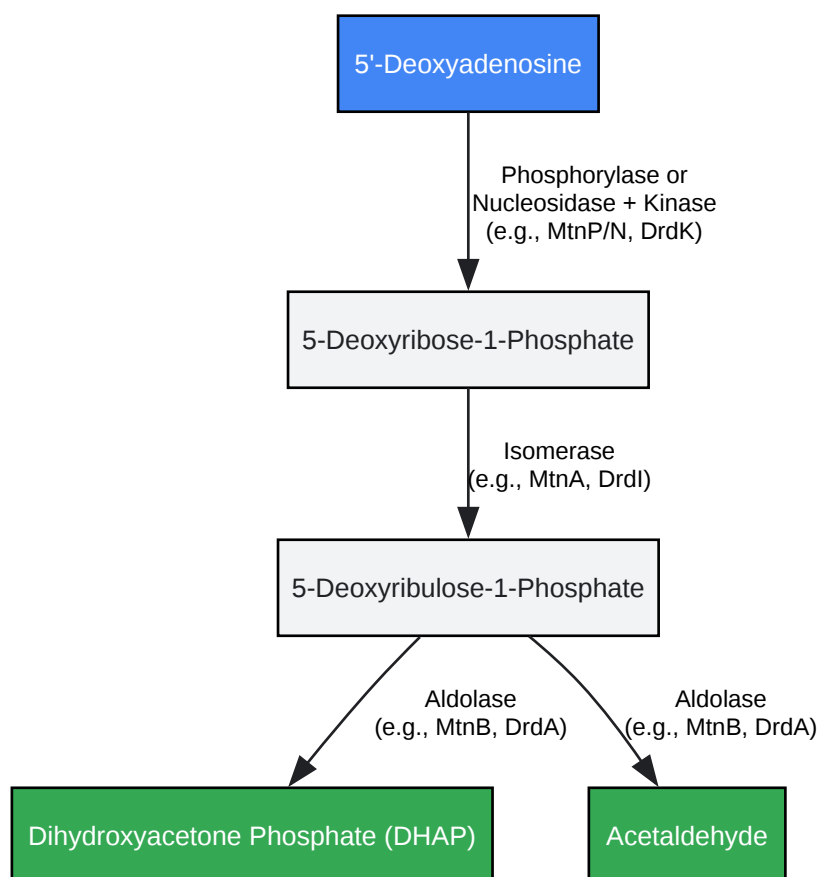 5'-Deoxyadenosine
Phosphorylase or
Nucleosidase + Kinase
(e.g., MtnP/N, DrdK)
5-Deoxyribose-1-Phosphate
Isomerase
(e.g., MtnA, DrdI)
5-Deoxyribulose-1-Phosphate
Aldolase
(e.g., MtnB, DrdA)
Aldolase
(e.g., MtnB, DrdA)
Dihydroxyacetone Phosphate (DHAP)
Acetaldehyde